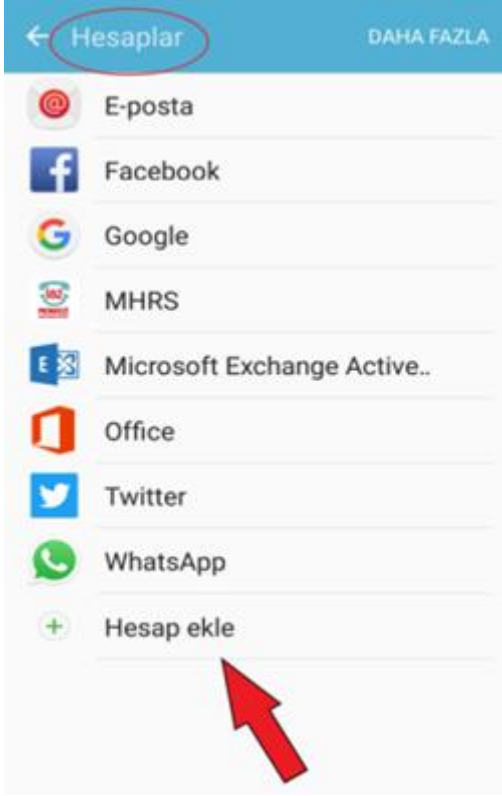 Hesaplar DAHA FAZLA
E-posta
Facebook
Google
MHRS
Microsoft Exchange Active..
Office
Twitter
WhatsApp
Hesap ekle